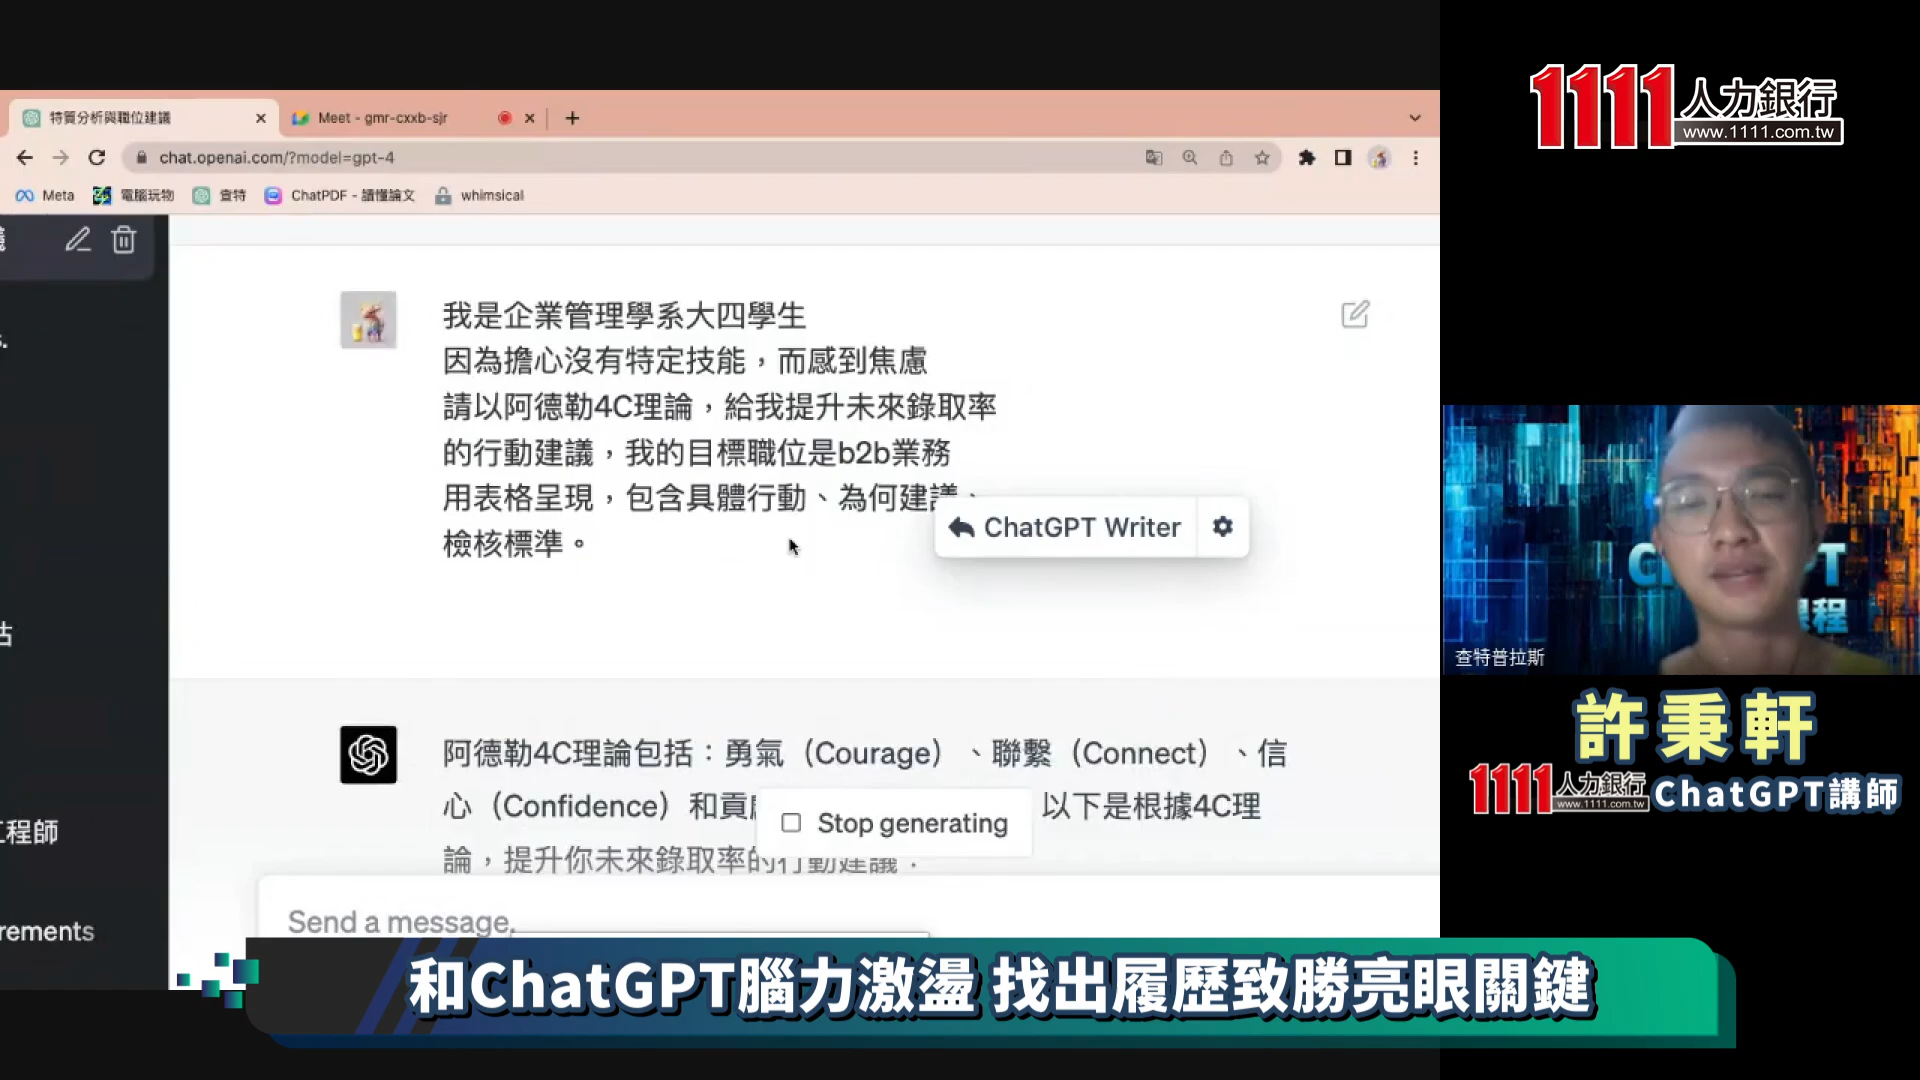 特質分析與職位建議
Meet - gmr-cxxb-sjr
chat.openai.com/?model=gpt-4
Meta
電腦玩物
查特
ChatPDF - 讀懂論文
whimsical
我是企業管理學系大四學生
因為擔心沒有特定技能，而感到焦慮
請以阿德勒4C理論，給我提升未來錄取率
的行動建議，我的目標職位是b2b業務
用表格呈現，包含具體行動、為何建議、
檢核標準。
ChatGPT Writer
阿德勒4C理論包括：勇氣（Courage）、聯繫（Connect）、信
心（Confidence）和貢 以下是根據4C理
論，提升你未來錄取率的行動建議：
Stop generating
Send a message.
工程師
rements
1111人力銀行
www.1111.com.tw
Ch PT
課程
查特普拉斯
許秉軒
1111人力銀行
www.1111.com.tw
ChatGPT講師
和ChatGPT腦力激盪 找出履歷致勝亮眼關鍵